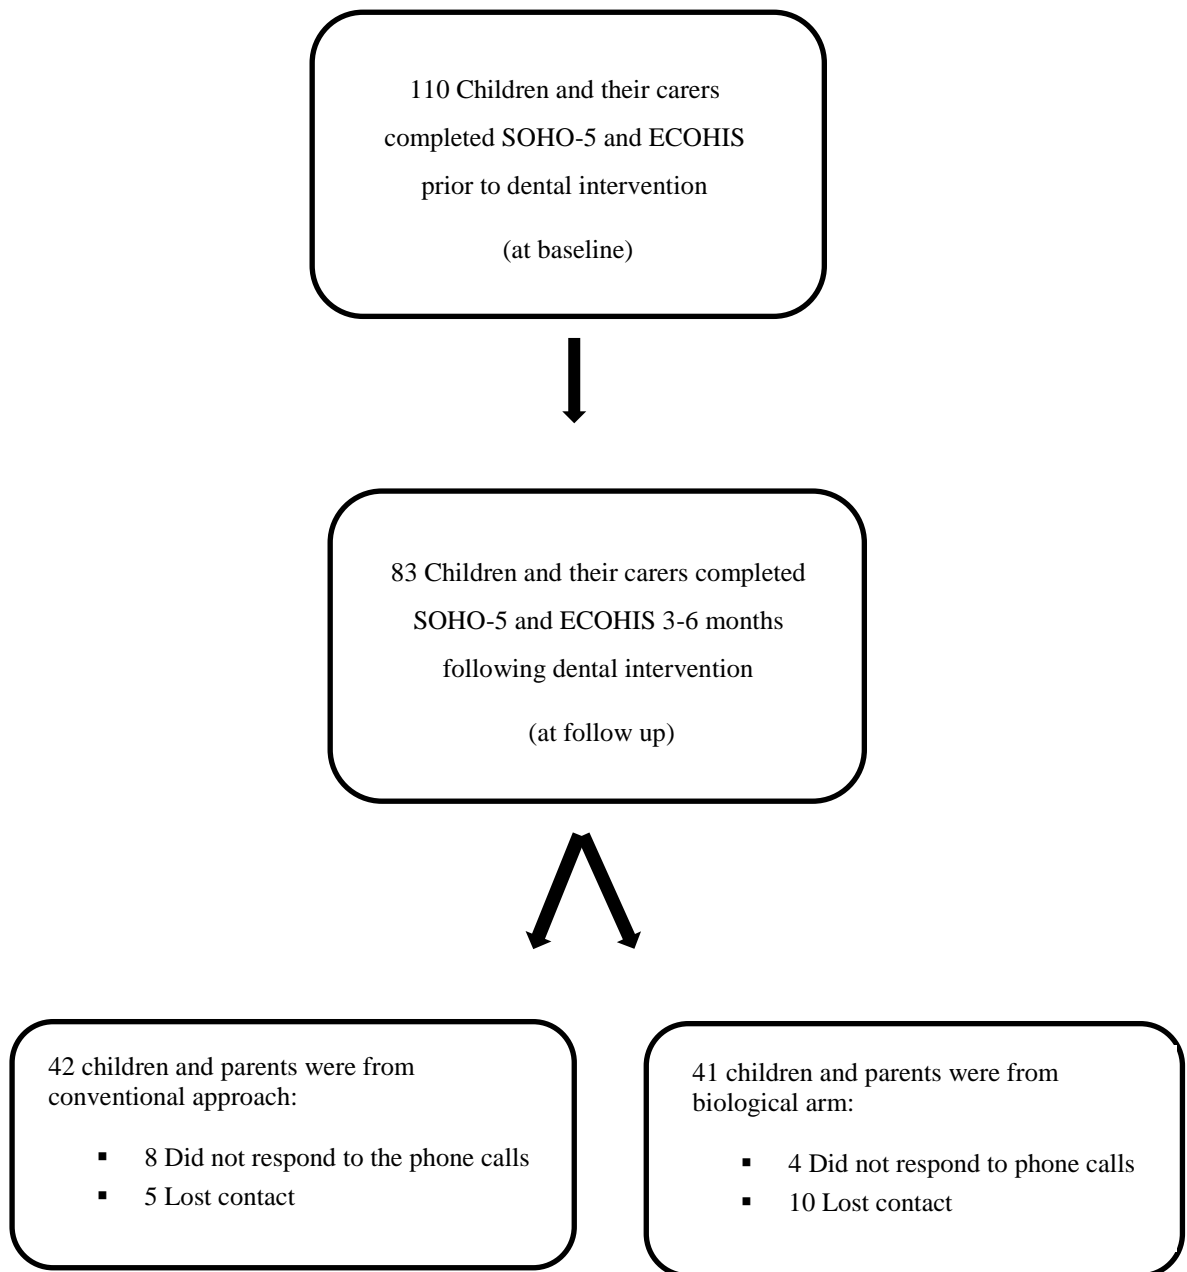 110 Children and their carers
completed SOHO-5 and ECOHIS
prior to dental intervention
(at baseline)
83 Children and their carers completed
SOHO-5 and ECOHIS 3-6 months
following dental intervention
(at follow up)
42 children and parents were from
conventional approach:
▪ 8 Did not respond to the phone calls
▪ 5 Lost contact
41 children and parents were from
biological arm:
▪ 4 Did not respond to phone calls
▪ 10 Lost contact